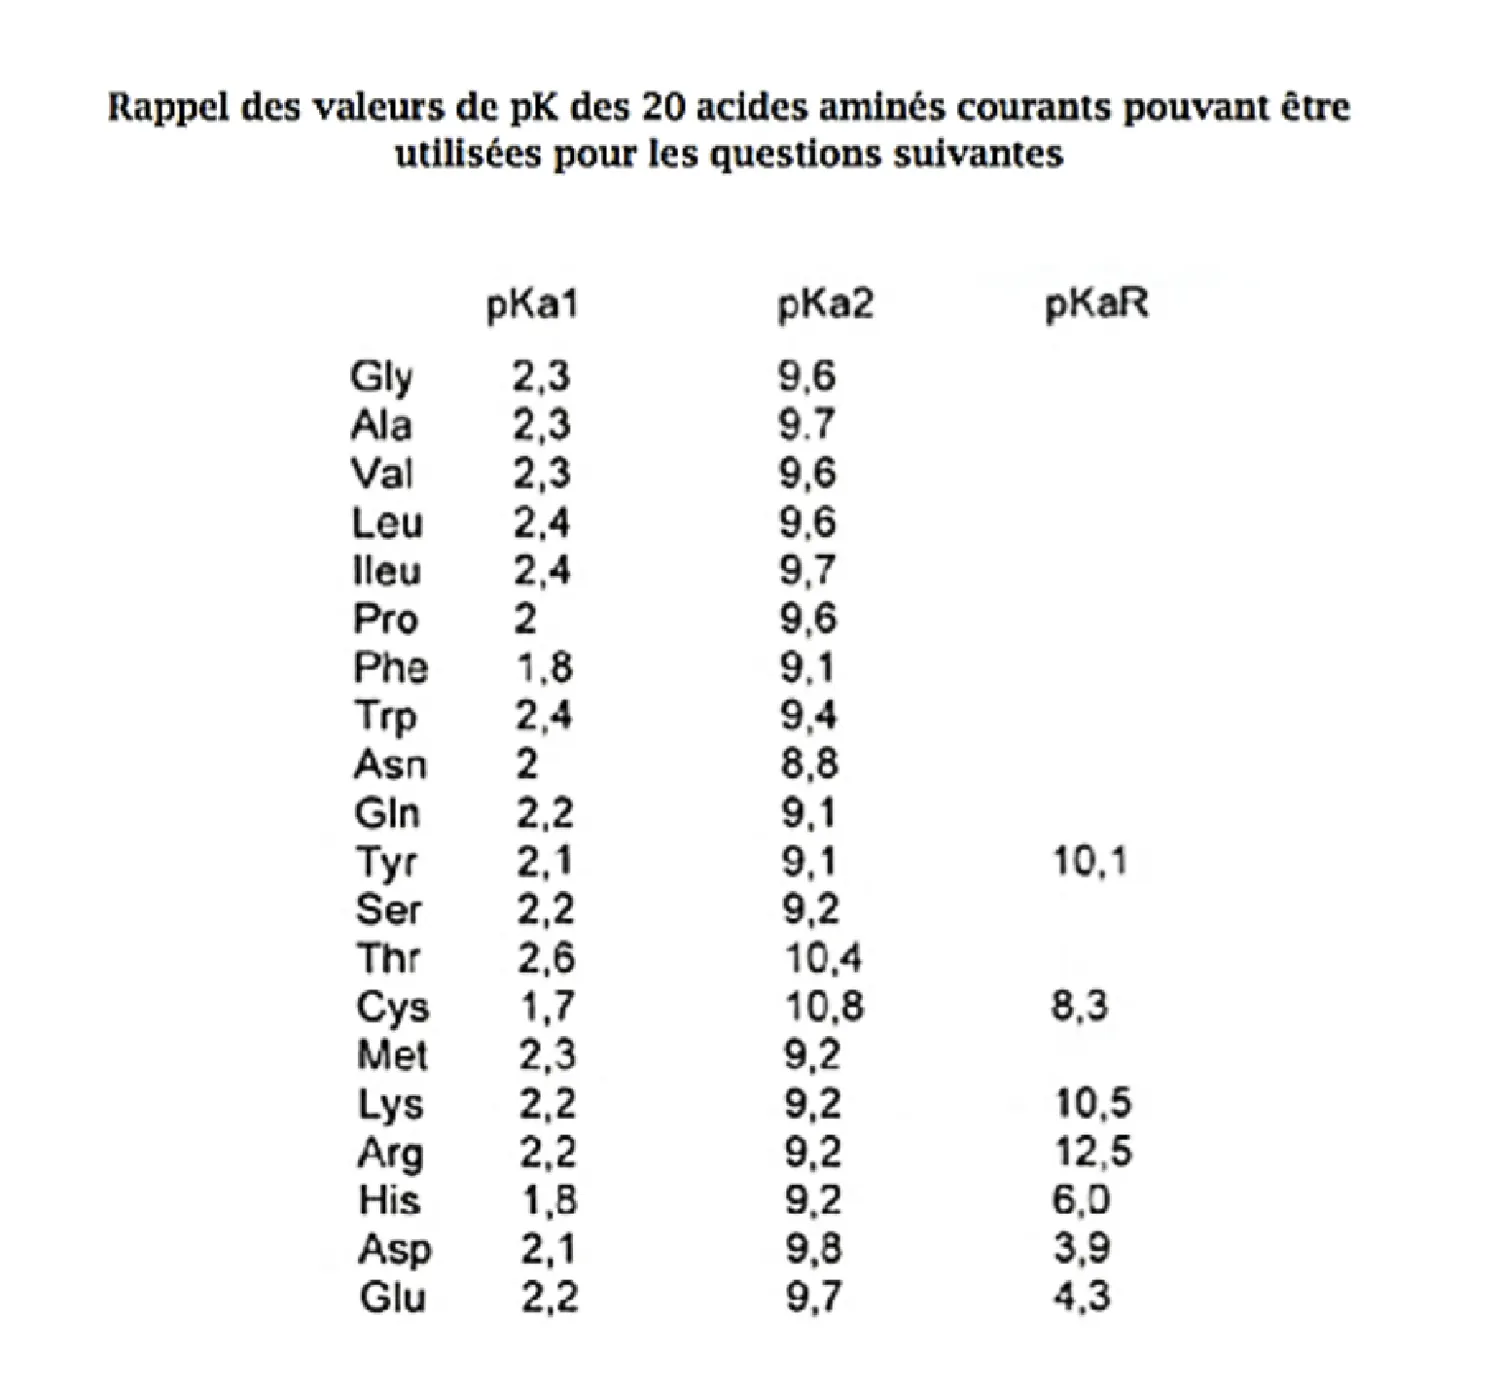 Rappel des valeurs de pK des 20 acides aminés courants pouvant être
utilisées pour les questions suivantes
pKa1 pKa2 pKaR
Gly 2,3 9,6
Ala 2,3 9.7
Val 2,3 9,6
Leu 2,4 9,6
Ileu 2,4 9,7
Pro 2 9,6
Phe 1,8 9,1
Trp 2,4 9,4
Asn 2 8,8
Gln 2,2 9,1
Tyr 2,1 9,1 10,1
Ser 2,2 9,2
Thr 2,6 10,4
Cys 1,7 10,8 8,3
Met 2,3 9,2
Lys 2,2 9,2 10,5
Arg 2,2 9,2 12,5
His 1,8 9,2 6,0
Asp 2,1 9,8 3,9
Glu 2,2 9,7 4,3